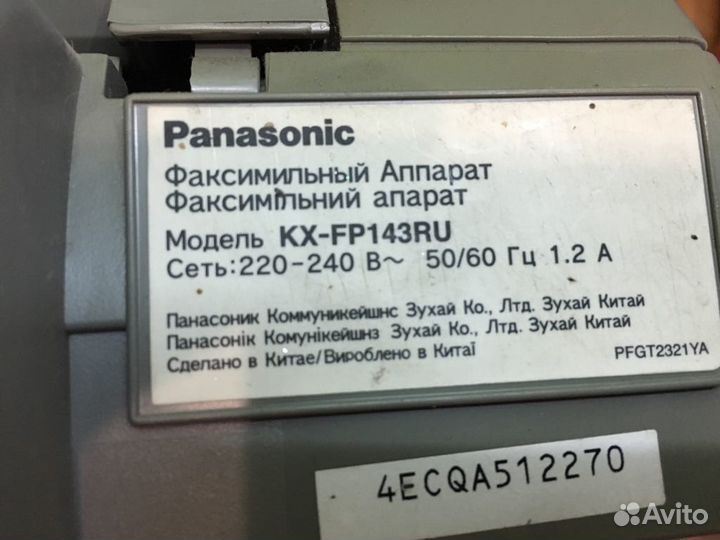 Panasonic
Факсимильный Аппарат
Факсимільний апарат
Модель KX-FP143RU
Сеть:220-240 В~ 50/60 Гц 1.2 А
Панасоник Коммуникейшнс Зухай Ко., Лтд. Зухай Китай
Панасонік Комунікейшнз Зухай Ко., Лтд. Зухай Китай
Сделано в Китае/Вироблено в Китаї
PFGT2321YA
4ECQA512270
Avito